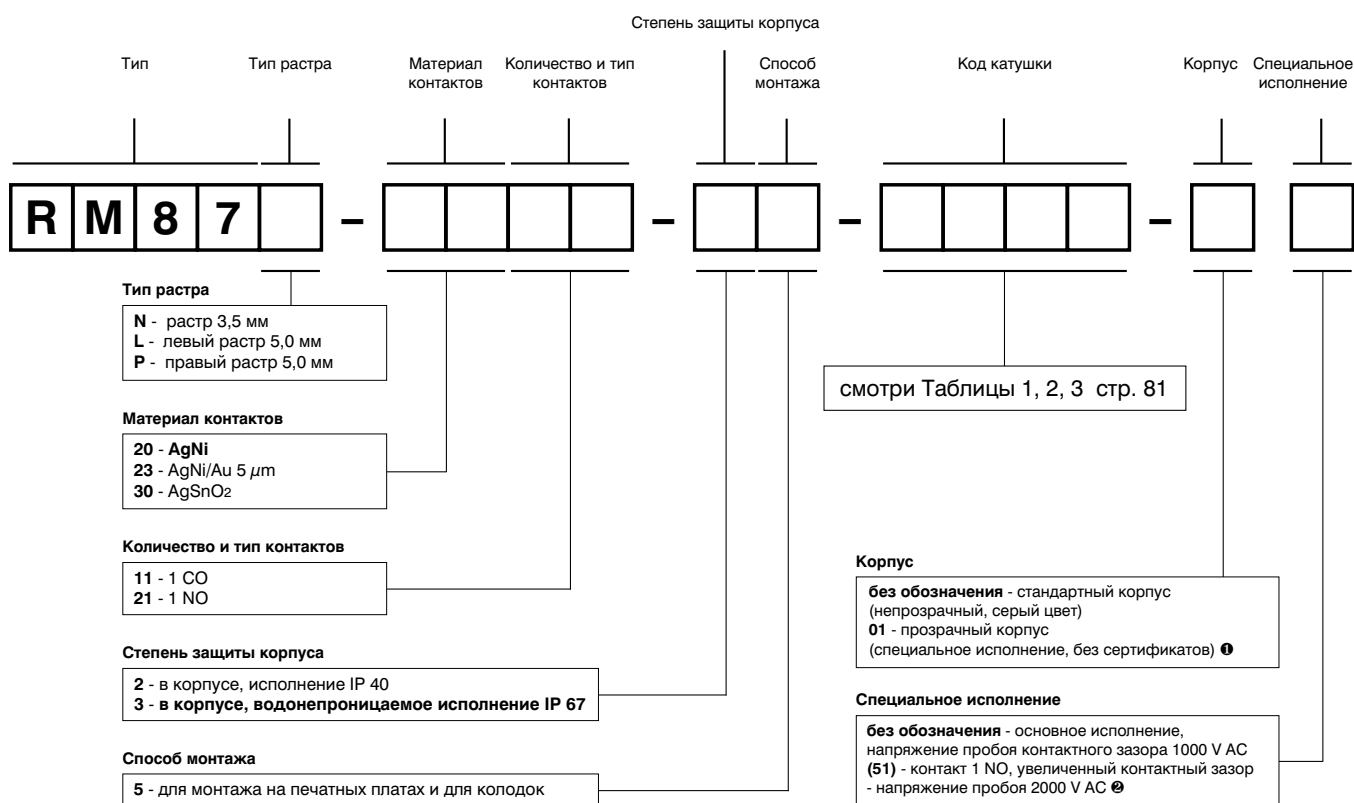 Степень защиты корпуса
Тип
Тип растра
Материал
контактов
Количество и тип
контактов
Способ
монтажа
Код катушки
Корпус
Специальное
исполнение
RM87 - - - -
Тип растра
N - растр 3,5 мм
L - левый растр 5,0 мм
P - правый растр 5,0 мм
смотри Таблицы 1, 2, 3 стр. 81
Материал контактов
20 - AgNi
23 - AgNi/Au 5 μm
30 - AgSnO2
Количество и тип контактов
11 - 1 CO
21 - 1 NO
Степень защиты корпуса
2 - в корпусе, исполнение IP 40
3 - в корпусе, водонепроницаемое исполнение IP 67
Способ монтажа
5 - для монтажа на печатных платах и для колодок
Корпус
без обозначения - стандартный корпус
(непрозрачный, серый цвет)
01 - прозрачный корпус
(специальное исполнение, без сертификатов) ❶
Специальное исполнение
без обозначения - основное исполнение,
напряжение пробоя контактного зазора 1000 V AC
(51) - контакт 1 NO, увеличенный контактный зазор
- напряжение пробоя 2000 V AC ❷